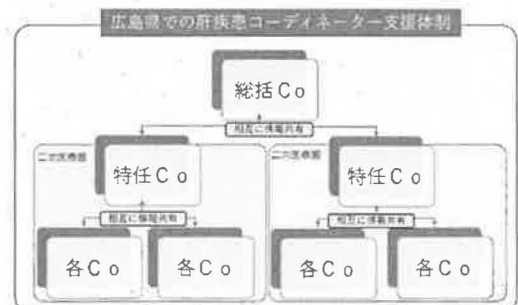 広島県での肝疾患コーディネーター支援体制
総括Co
相互に情報共有
二次医療圏
二次医療圏
特任Co
特任Co
相互に情報共有
相互に情報共有
各Co
各Co
各Co
各Co